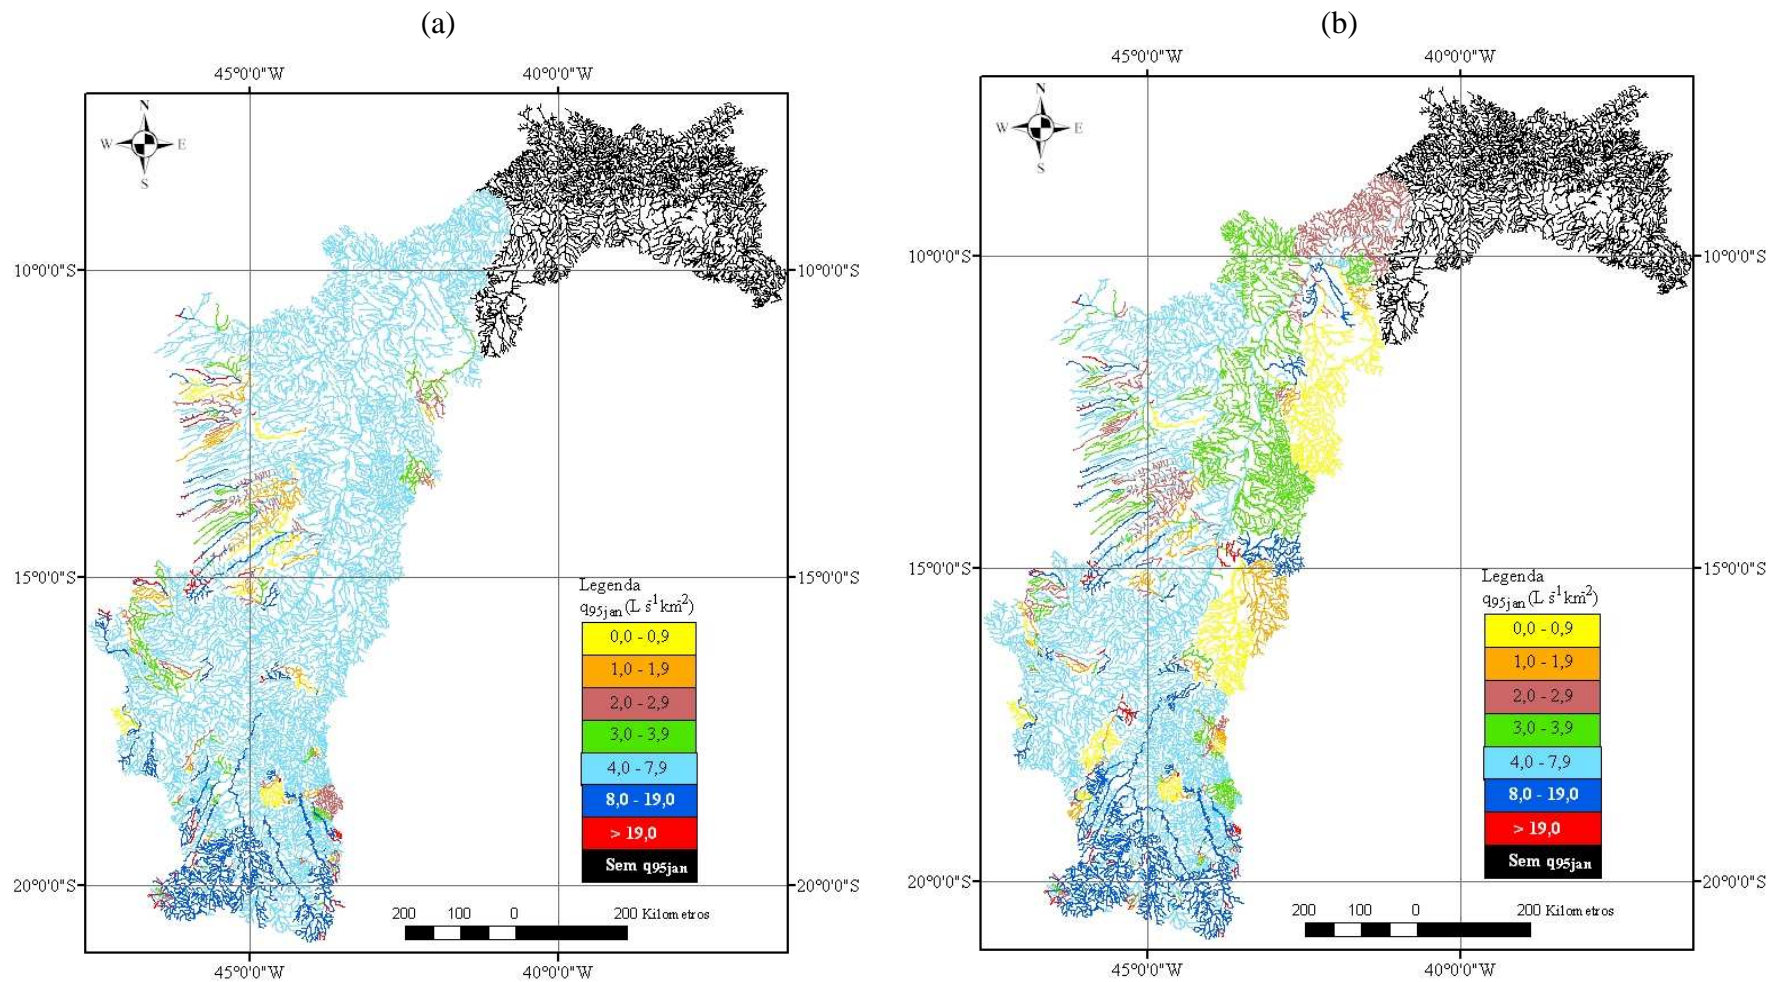 (a)
45°0'0"W
40°0'0"W
N
W
E
S
10°0'0"S
10°0'0"S
15°0'0"S
15°0'0"S
Legenda
q95jan (L s-1 km-2)
0,0 - 0,9
1,0 - 1,9
2,0 - 2,9
3,0 - 3,9
4,0 - 7,9
8,0 - 19,0
> 19,0
Sem q95jan
20°0'0"S
20°0'0"S
200 100 0 200 Kilometros
45°0'0"W
40°0'0"W
(b)
45°0'0"W
40°0'0"W
N
W
E
S
10°0'0"S
10°0'0"S
15°0'0"S
15°0'0"S
Legenda
q95jan (L s-1 km-2)
0,0 - 0,9
1,0 - 1,9
2,0 - 2,9
3,0 - 3,9
4,0 - 7,9
8,0 - 19,0
> 19,0
Sem q95jan
20°0'0"S
20°0'0"S
200 100 0 200 Kilometros
45°0'0"W
40°0'0"W